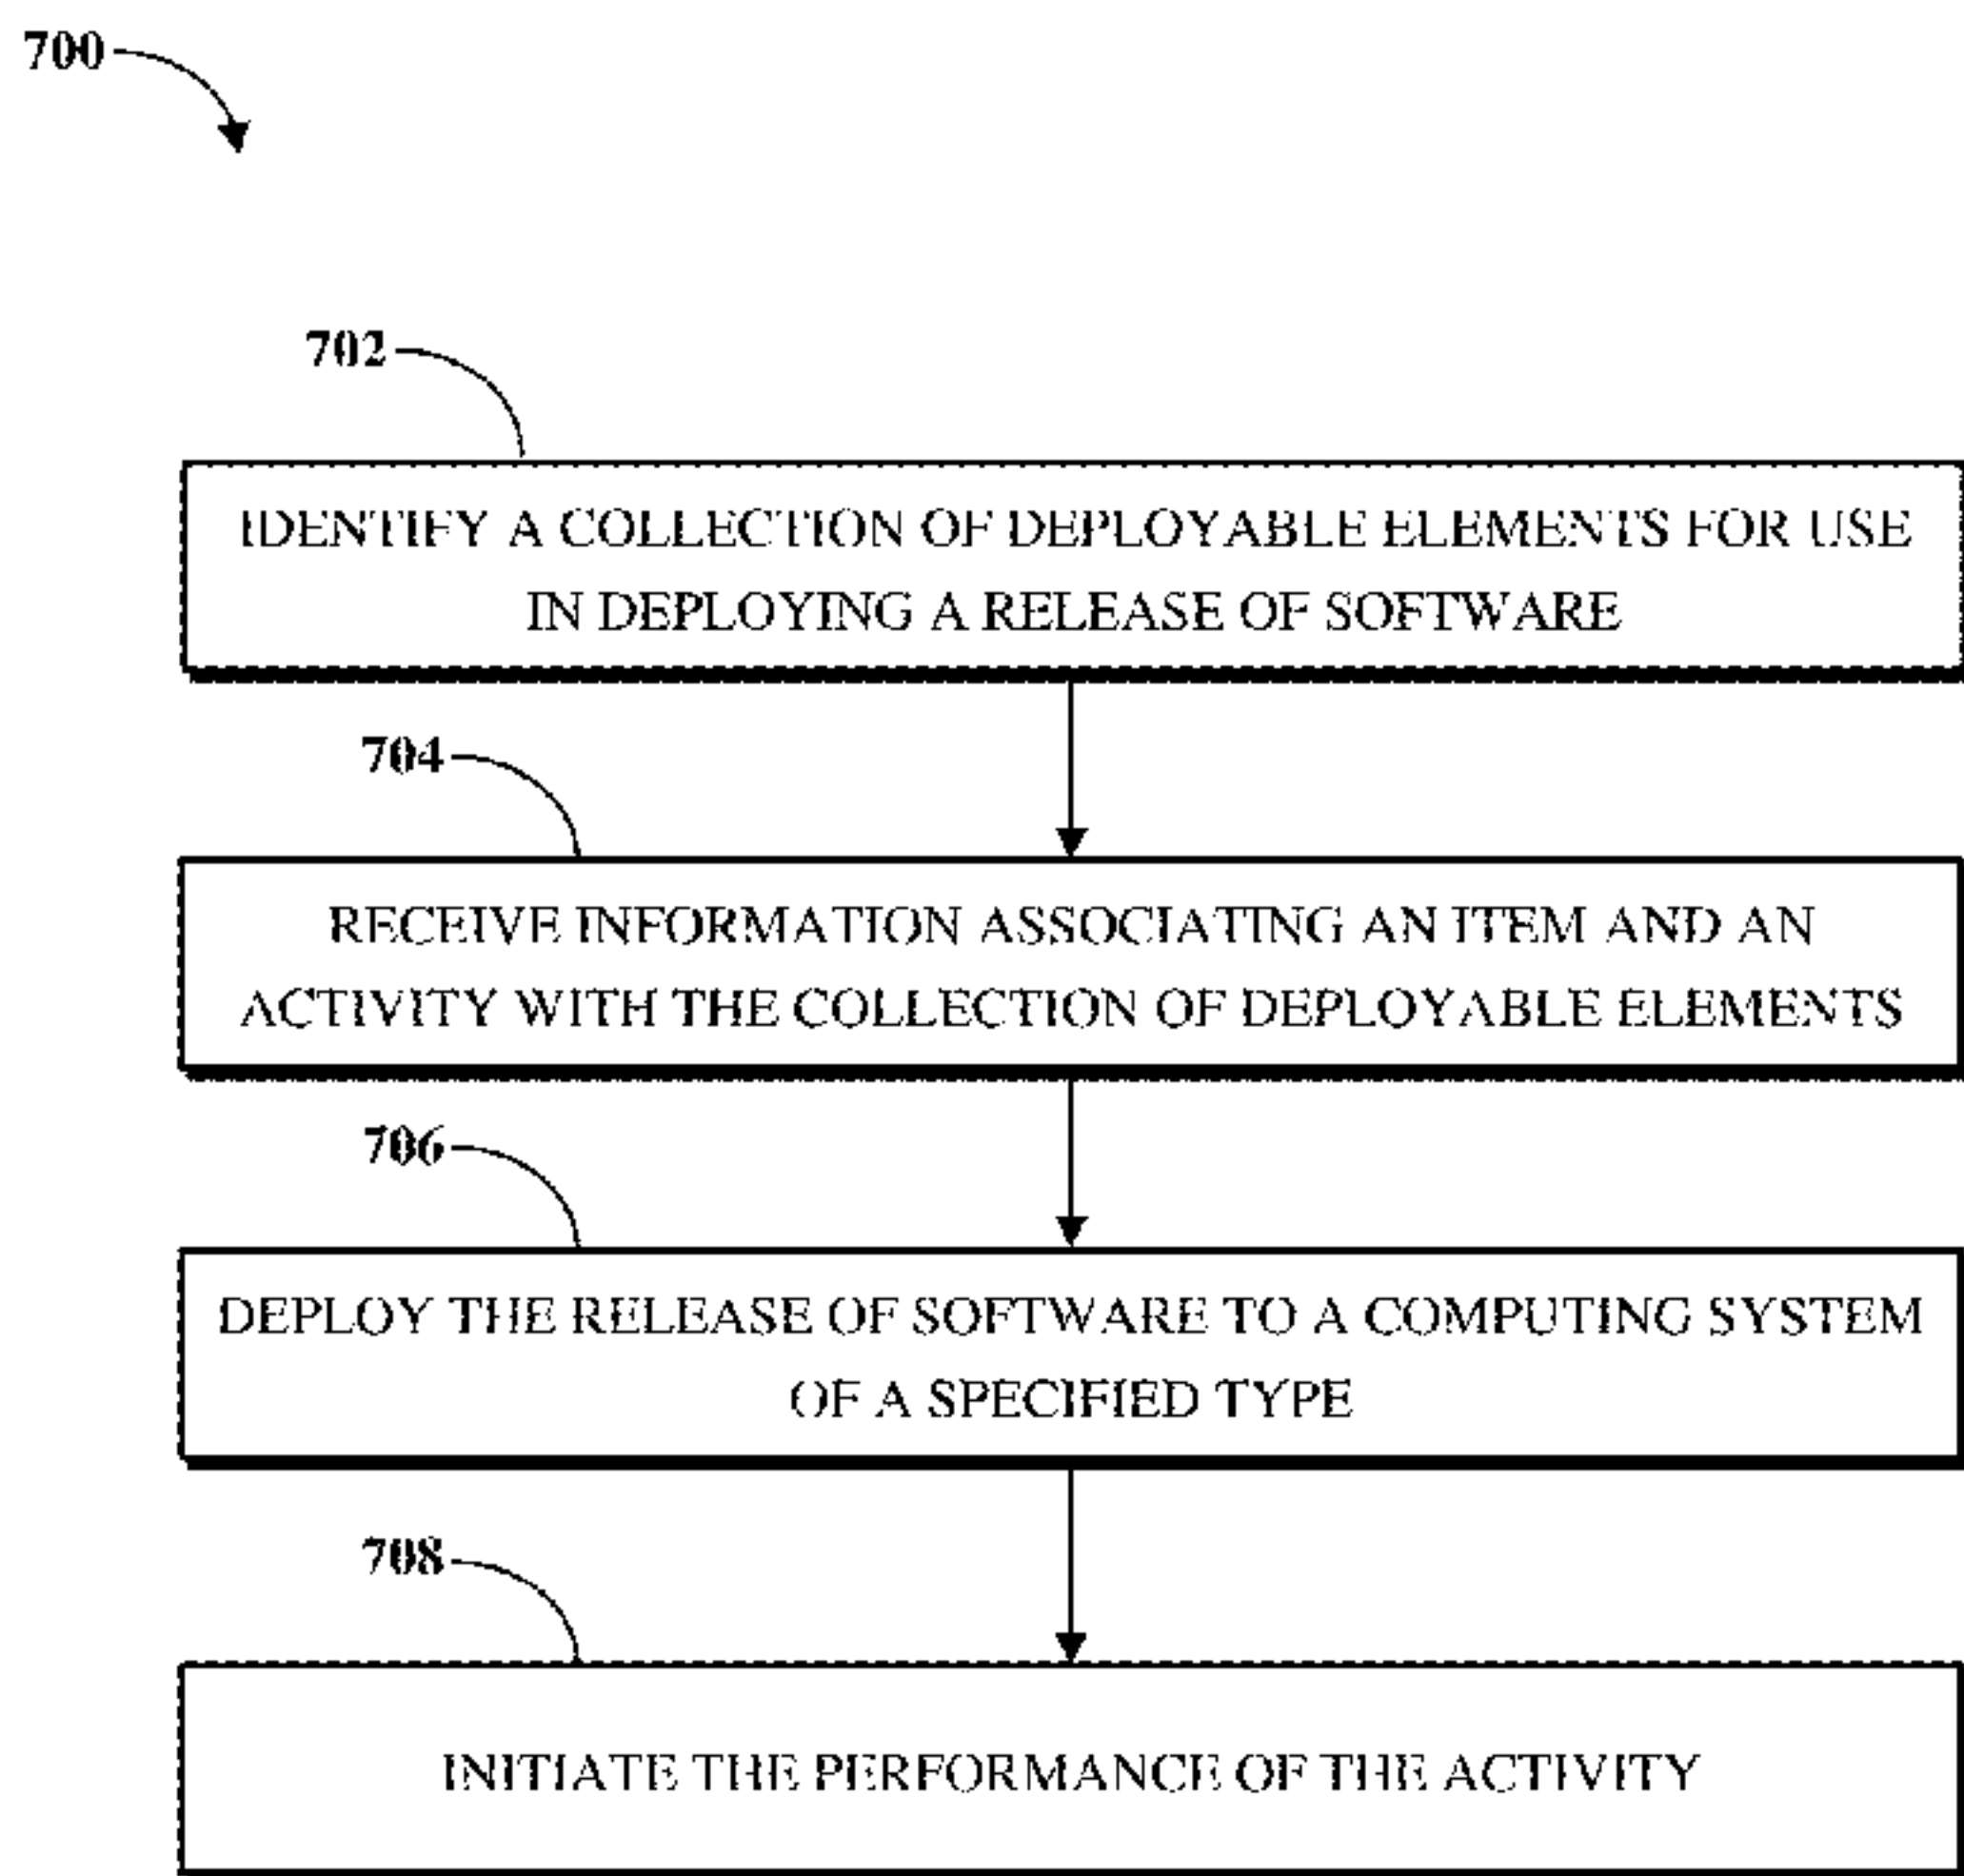 700
702
IDENTIFY A COLLECTION OF DEPLOYABLE ELEMENTS FOR USE
IN DEPLOYING A RELEASE OF SOFTWARE
704
RECEIVE INFORMATION ASSOCIATING AN ITEM AND AN
ACTIVITY WITH THE COLLECTION OF DEPLOYABLE ELEMENTS
706
DEPLOY THE RELEASE OF SOFTWARE TO A COMPUTING SYSTEM
OF A SPECIFIED TYPE
708
INITIATE THE PERFORMANCE OF THE ACTIVITY